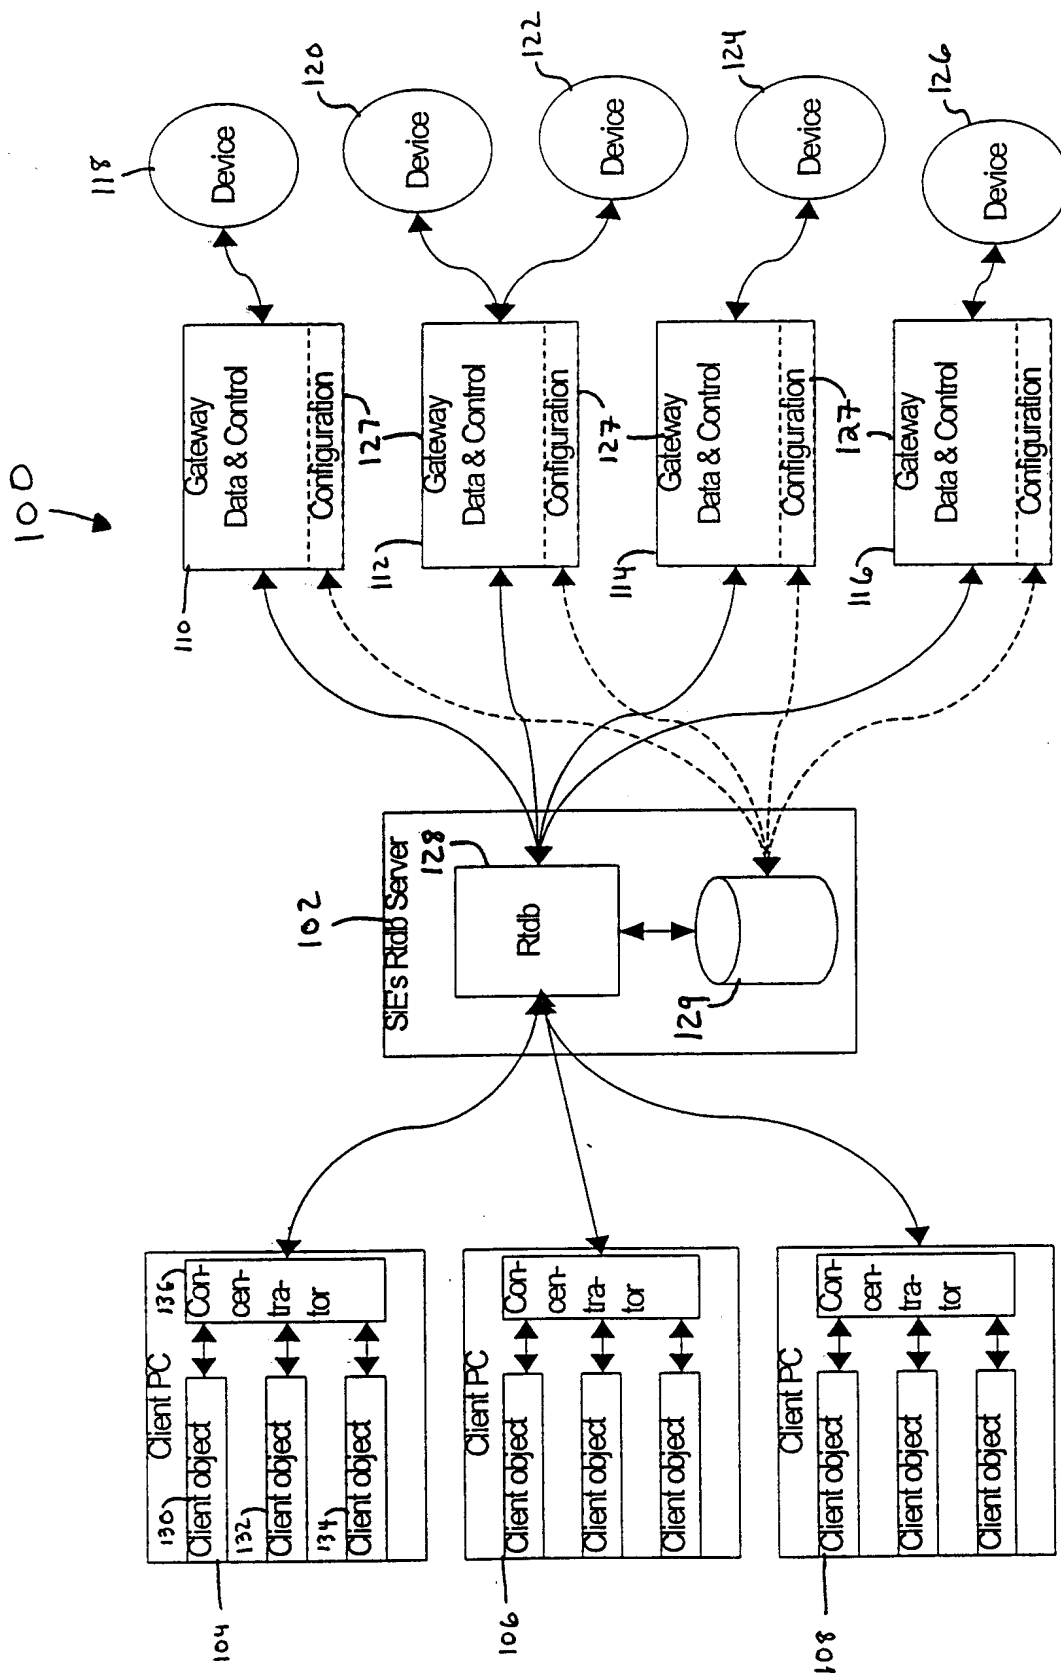 100
104
Client PC
130
Client object
132
Client object
134
Client object
136
Con-
cen-
tra-
tor
106
Client PC
Client object
Client object
Client object
Con-
cen-
tra-
tor
108
Client PC
Client object
Client object
Client object
Con-
cen-
tra-
tor
102
SiE's Rtdb Server
128
Rtdb
129
110
Gateway
Data & Control
Configuration
127
112
Gateway
Data & Control
Configuration
127
114
Gateway
Data & Control
Configuration
127
116
Gateway
Data & Control
Configuration
127
118
Device
120
Device
122
Device
124
Device
126
Device